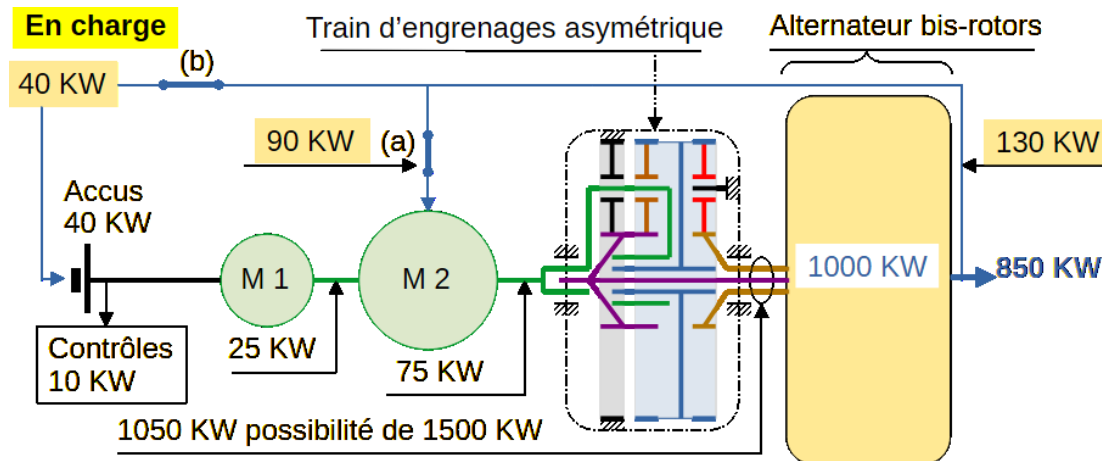 En charge
Train d’engrenages asymétrique
Alternateur bis-rotors
(b)
40 KW
90 KW
(a)
130 KW
Accus
40 KW
M 1
M 2
1000 KW
850 KW
Contrôles
10 KW
25 KW
75 KW
1050 KW possibilité de 1500 KW